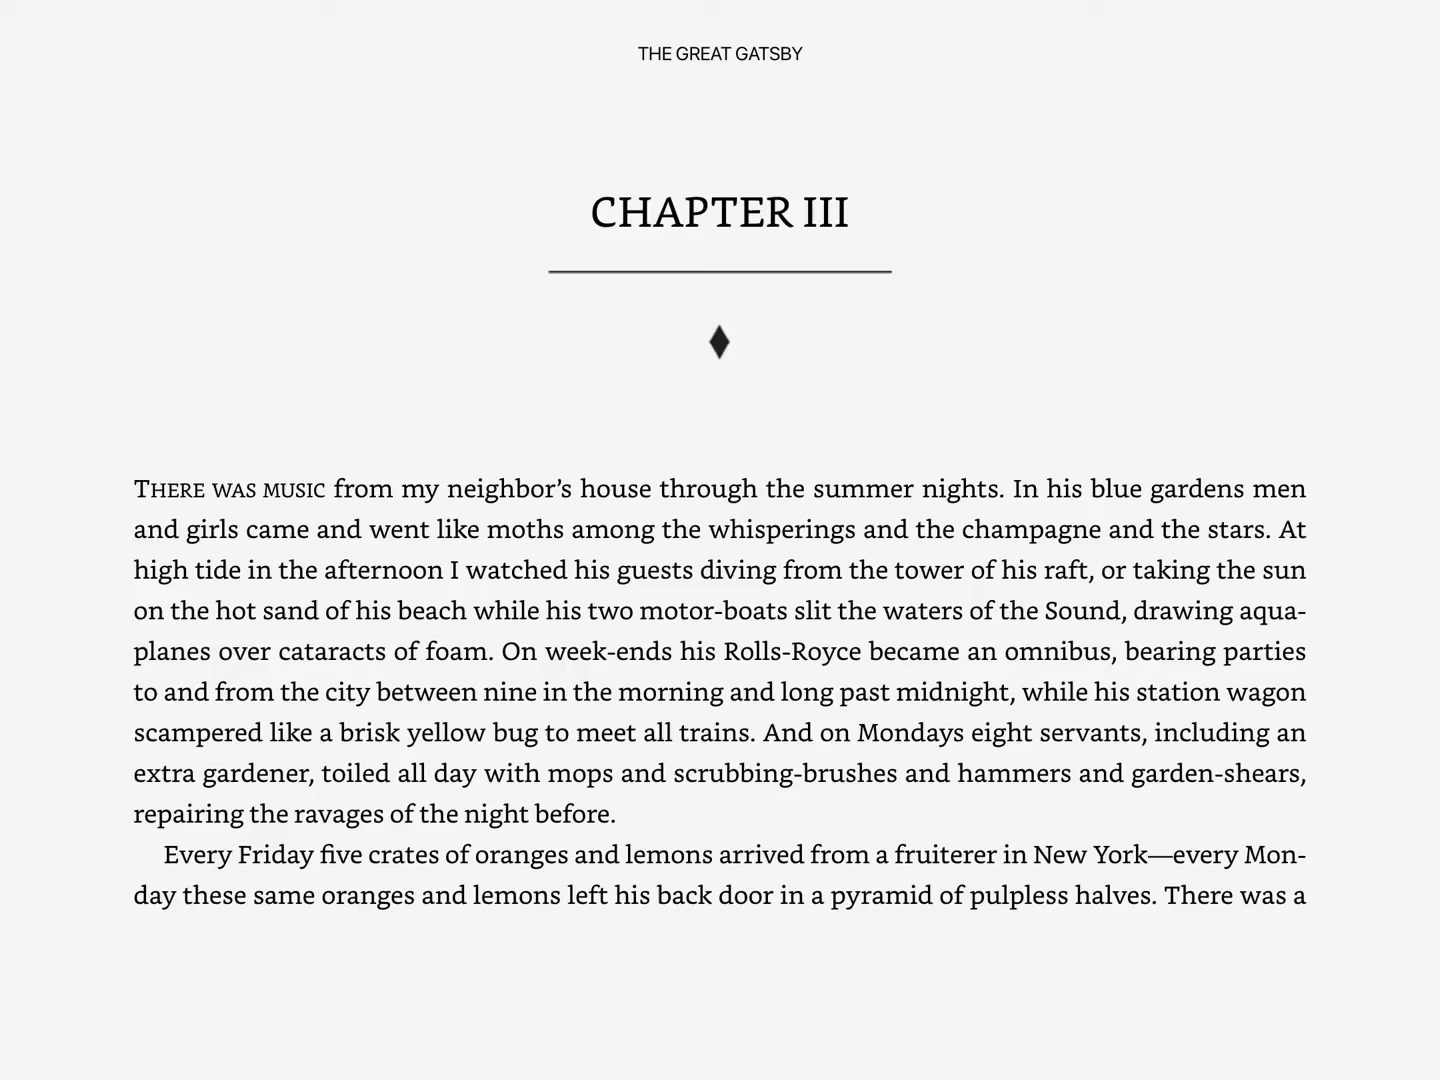 THE GREAT GATSBY
CHAPTER III
THERE WAS MUSIC from my neighbor’s house through the summer nights. In his blue gardens men
and girls came and went like moths among the whisperings and the champagne and the stars. At
high tide in the afternoon I watched his guests diving from the tower of his raft, or taking the sun
on the hot sand of his beach while his two motor-boats slit the waters of the Sound, drawing aqua-
planes over cataracts of foam. On week-ends his Rolls-Royce became an omnibus, bearing parties
to and from the city between nine in the morning and long past midnight, while his station wagon
scampered like a brisk yellow bug to meet all trains. And on Mondays eight servants, including an
extra gardener, toiled all day with mops and scrubbing-brushes and hammers and garden-shears,
repairing the ravages of the night before.
Every Friday five crates of oranges and lemons arrived from a fruiterer in New York—every Mon-
day these same oranges and lemons left his back door in a pyramid of pulpless halves. There was a